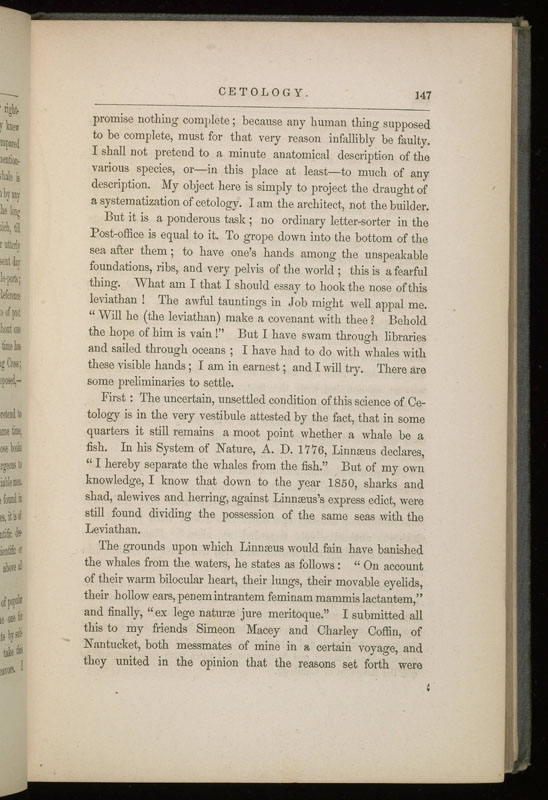 CETOLOGY. 147
promise nothing complete; because any human thing supposed
to be complete, must for that very reason infallibly be faulty.
I shall not pretend to a minute anatomical description of the
various species, or—in this place at least—to much of any
description. My object here is simply to project the draught of
a systematization of cetology. I am the architect, not the builder.
But it is a ponderous task; no ordinary letter-sorter in the
Post-office is equal to it. To grope down into the bottom of the
sea after them; to have one's hands among the unspeakable
foundations, ribs, and very pelvis of the world; this is a fearful
thing. What am I that I should essay to hook the nose of this
leviathan! The awful tauntings in Job might well appal me.
"Will he (the leviathan) make a covenant with thee? Behold
the hope of him is vain!" But I have swam through libraries
and sailed through oceans; I have had to do with whales with
these visible hands; I am in earnest; and I will try. There are
some preliminaries to settle.
First: The uncertain, unsettled condition of this science of Ce-
tology is in the very vestibule attested by the fact, that in some
quarters it still remains a moot point whether a whale be a
fish. In his System of Nature, A. D. 1776, Linnæus declares,
"I hereby separate the whales from the fish." But of my own
knowledge, I know that down to the year 1850, sharks and
shad, alewives and herring, against Linnæus's express edict, were
still found dividing the possession of the same seas with the
Leviathan.
The grounds upon which Linnæus would fain have banished
the whales from the waters, he states as follows: "On account
of their warm bilocular heart, their lungs, their movable eyelids,
their hollow ears, penem intrantem feminam mammis lactantem,"
and finally, "ex lege naturæ jure meritoque." I submitted all
this to my friends Simeon Macey and Charley Coffin, of
Nantucket, both messmates of mine in a certain voyage, and
they united in the opinion that the reasons set forth were